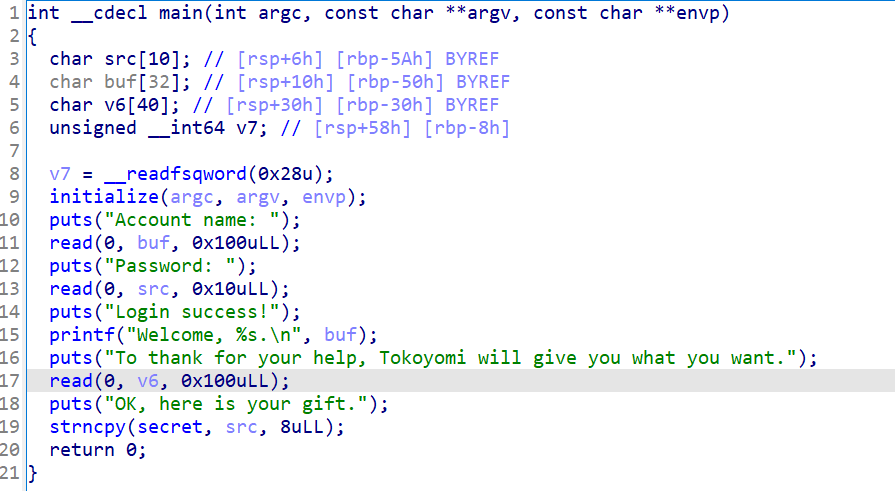 1 int __cdecl main(int argc, const char **argv, const char **envp)
2 {
3   char src[10]; // [rsp+6h] [rbp-5Ah] BYREF
4   char buf[32]; // [rsp+10h] [rbp-50h] BYREF
5   char v6[40]; // [rsp+30h] [rbp-30h] BYREF
6   unsigned __int64 v7; // [rsp+58h] [rbp-8h]
7
8   v7 = __readfsqword(0x28u);
9   initialize(argc, argv, envp);
10   puts("Account name: ");
11   read(0, buf, 0x100uLL);
12   puts("Password: ");
13   read(0, src, 0x10uLL);
14   puts("Login success!");
15   printf("Welcome, %s.\n", buf);
16   puts("To thank for your help, Tokoyomi will give you what you want.");
17   read(0, v6, 0x100uLL);
18   puts("OK, here is your gift.");
19   strncpy(secret, src, 8uLL);
20   return 0;
21 }